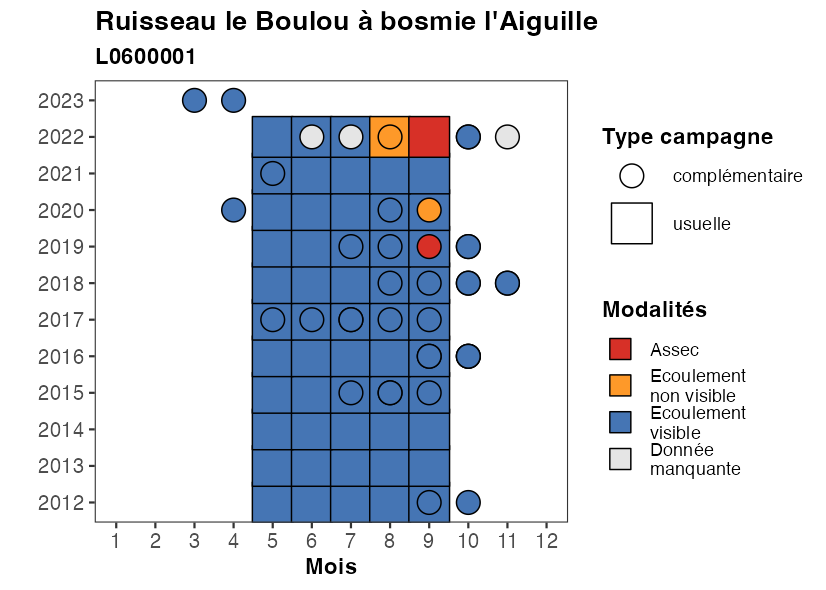 Ruisseau le Boulou à bosmie l'Aiguille
L0600001
2023
2022
2021
2020
2019
2018
2017
2016
2015
2014
2013
2012
1 2 3 4 5 6 7 8 9 10 11 12
Mois
Type campagne
complémentaire
usuelle
Modalités
Assec
Ecoulement
non visible
Ecoulement
visible
Donnée
manquante